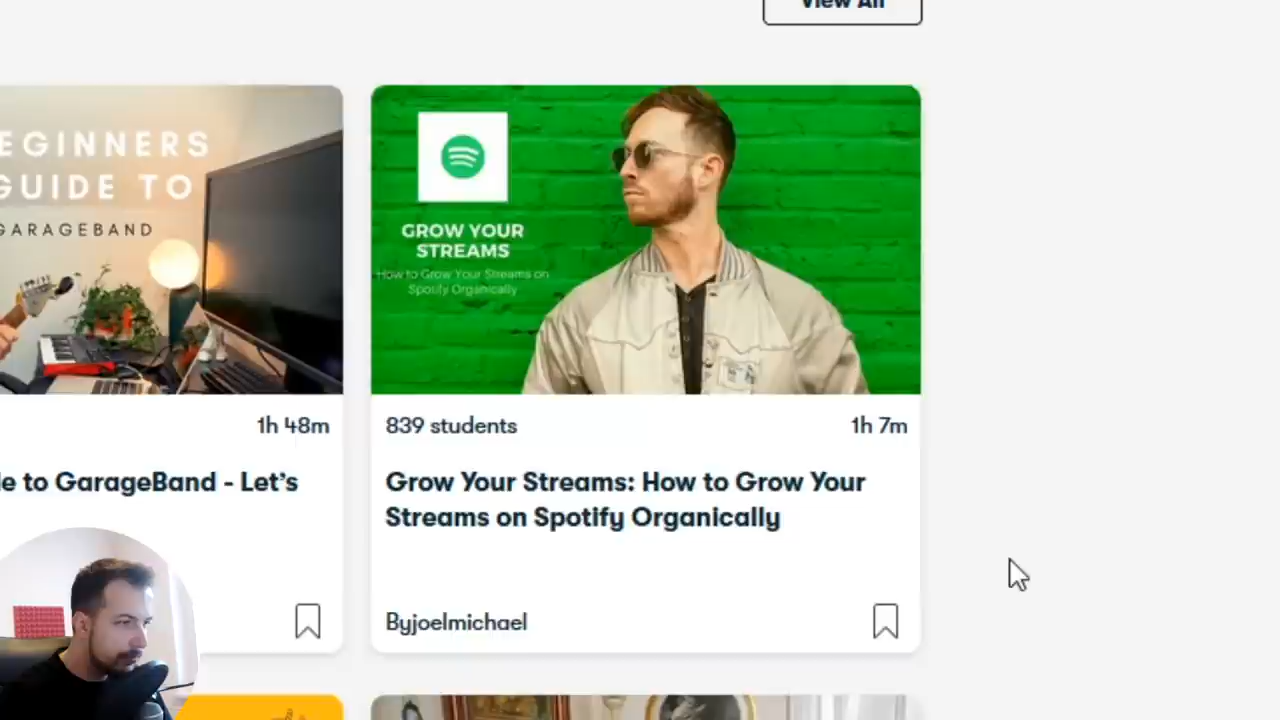 View All
EGINNERS
GUIDE TO
GARAGEBAND
GROW YOUR
STREAMS
How to Grow Your Streams on
Spotify Organically
1h 48m
839 students
1h 7m
le to GarageBand - Let's
Grow Your Streams: How to Grow Your
Streams on Spotify Organically
Byjoelmichael